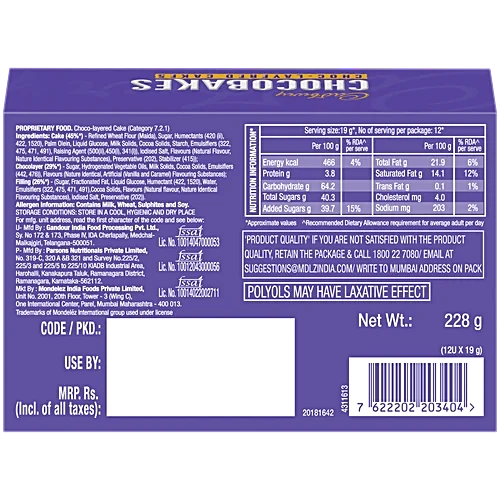 Cadbury
CHOCOBAKES
CHOC-LAYERED CAKES
PROPRIETARY FOOD. Choco-layered Cake (Category 7.2.1)
Ingredients: Cake (45%*) - Refined Wheat Flour (Maida), Sugar, Humectants (420 (ii),
422, 1520), Palm Olein, Liquid Glucose, Milk Solids, Cocoa Solids, Starch, Emulsifiers (322,
475, 471, 491), Raising Agent (500(i),450(i), 341(i)), Iodised Salt, Flavours (Natural Flavour,
Nature Identical Flavouring Substances), Preservative (202), Stabilizer (415));
Chocolayer (29%*) - Sugar, Hydrogenated Vegetable Oils, Milk Solids, Cocoa Solids, Emulsifiers
(442, 476)), Flavours (Nature Identical, Artificial (Vanilla and Caramel) Flavouring Substances);
Filling (26%*) - (Sugar, Fractionated Fat, Liquid Glucose, Humectant (422, 1520), Water,
Emulsifiers (322, 475, 471, 491),Cocoa Solids, Flavours (Natural flavour, Nature Identical
Flavouring Substances), Iodised Salt, Preservative (202)).
Allergen Information: Contains Milk, Wheat, Sulphites and Soy.
STORAGE CONDITIONS: STORE IN A COOL, HYGIENIC AND DRY PLACE
For mfg. unit address, read the first character of the code and see below:
U- Mfd By : Gandour India Food Processing Pvt. Ltd.,
Sy. No 172 & 173, Phase IV, IDA Cherlapally, Medchal-
Malkajgiri, Telangana-500051.
fssai
Lic. No. 10014047000053
P - Mfd By : Parsons Nutritionals Private Limited,
No. 319-C, 320 A &B 321 and Survey No.225/2,
225/3 and 225/5 to 225/10 KIADB Industrial Area,
Harohalli, Kanakapura Taluk, Ramanagara District,
Ramanagara, Karnataka-562112.
fssai
Lic. No. 10012043000056
Mkt By : Mondelez India Foods Private Limited,
Unit No. 2001, 20th Floor, Tower - 3 (Wing C),
One International Center, Parel, Mumbai Maharashtra - 400 013.
fssai
Lic. No. 10014022002711
Trademarks of Mondelēz International group used under license
CODE / PKD.:
USE BY:
MRP. Rs.
(Incl. of all taxes):
20181642
NUTRITION INFORMATION*
Serving size:19 g*, No of serving per package: 12*
Per 100 g % RDA^ per serve Per 100 g % RDA^ per serve
Energy kcal 466 4% Total Fat g 21.9 6%
Protein g 3.8 Saturated Fat g 14.1 12%
Carbohydrate g 64.2 Trans Fat g 0.1 1%
Total Sugars g 40.3 Cholesterol mg 4.0
Added Sugars g 39.7 15% Sodium mg 203 2%
*Approximate values ^Recommended Dietary Allowance requirement for average adult per day
'PRODUCT QUALITY' IF YOU ARE NOT SATISFIED WITH THE PRODUCT
QUALITY, RETAIN THE PACKAGE & CALL 1800 22 7080/ EMAIL AT
SUGGESTIONS@MDLZINDIA.COM/ WRITE TO MUMBAI ADDRESS ON PACK
POLYOLS MAY HAVE LAXATIVE EFFECT
Net Wt.: 228 g
(12U X 19 g)
4311613
7 622202 203404 >